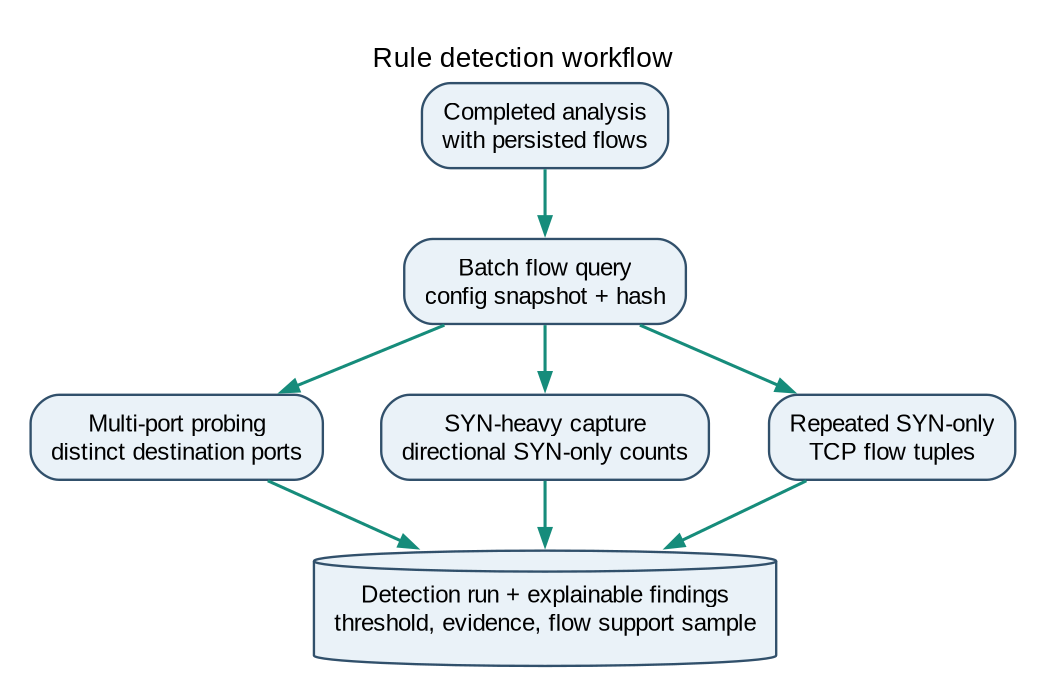 Rule detection workflow
Completed analysis
with persisted flows
Batch flow query
config snapshot + hash
Multi-port probing
distinct destination ports
SYN-heavy capture
directional SYN-only counts
Repeated SYN-only
TCP flow tuples
Detection run + explainable findings
threshold, evidence, flow support sample